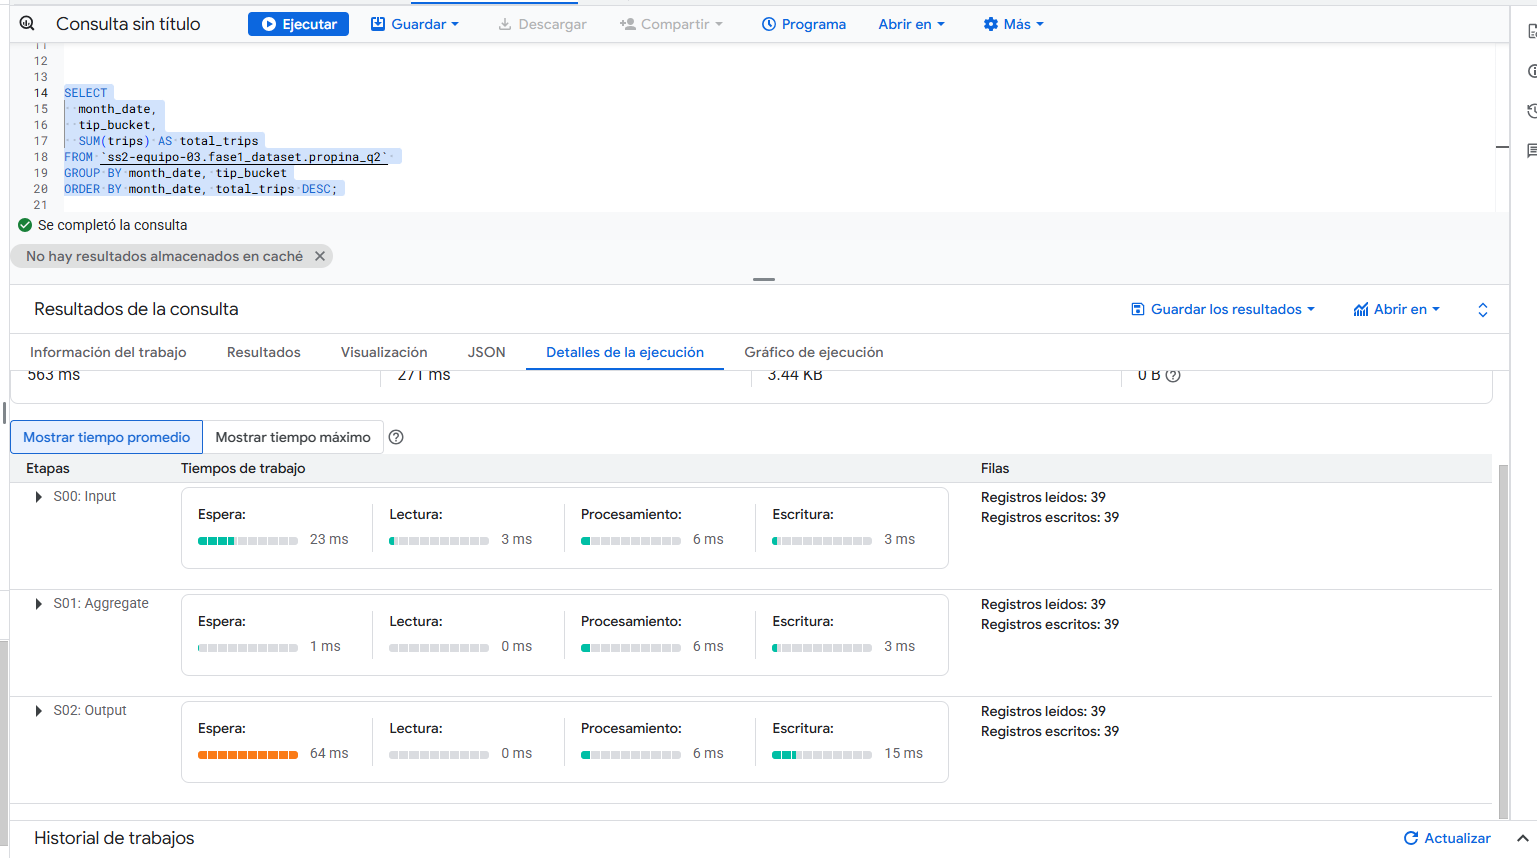 Consulta sin título
Ejecutar
Guardar
Descargar
Compartir
Programa
Abrir en
Más
11
12
13
14 SELECT
15 month_date,
16 tip_bucket,
17 SUM(trips) AS total_trips
18 FROM `ss2-equipo-03.fase1_dataset.propina_q2`
19 GROUP BY month_date, tip_bucket
20 ORDER BY month_date, total_trips DESC;
21
Se completó la consulta
No hay resultados almacenados en caché
Resultados de la consulta
Guardar los resultados
Abrir en
Información del trabajo
Resultados
Visualización
JSON
Detalles de la ejecución
Gráfico de ejecución
563 ms
271 ms
3.44 KB
0 B
Mostrar tiempo promedio
Mostrar tiempo máximo
Etapas
Tiempos de trabajo
Filas
S00: Input
Espera:
23 ms
Lectura:
3 ms
Procesamiento:
6 ms
Escritura:
3 ms
Registros leídos: 39
Registros escritos: 39
S01: Aggregate
Espera:
1 ms
Lectura:
0 ms
Procesamiento:
6 ms
Escritura:
3 ms
Registros leídos: 39
Registros escritos: 39
S02: Output
Espera:
64 ms
Lectura:
0 ms
Procesamiento:
6 ms
Escritura:
15 ms
Registros leídos: 39
Registros escritos: 39
Historial de trabajos
Actualizar